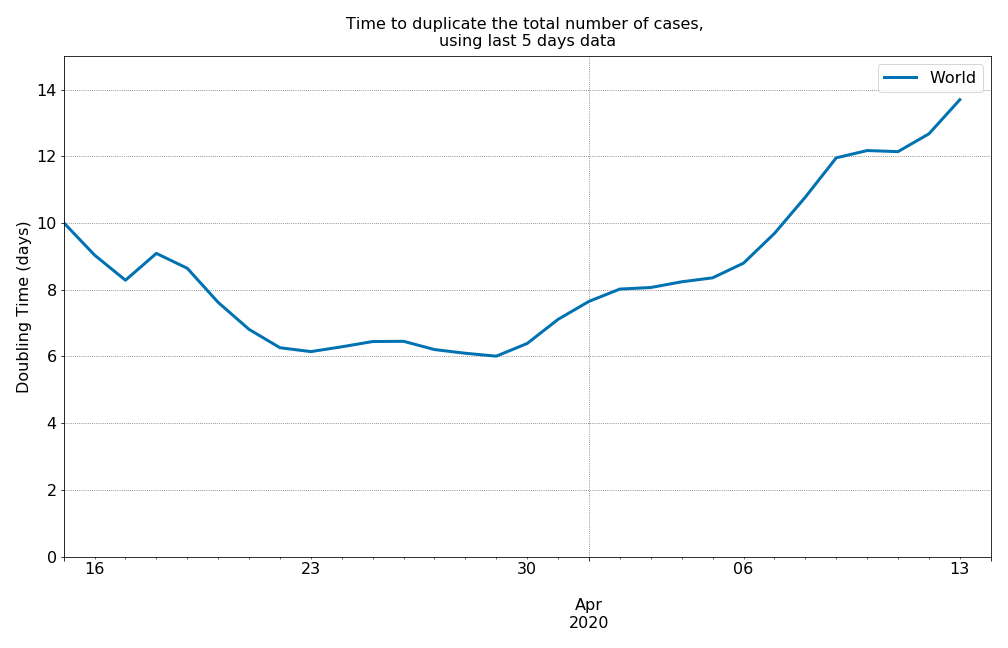 Time to duplicate the total number of cases,
using last 5 days data
World
Doubling Time (days)
14
12
10
8
6
4
2
0
16 23 30 06 13
Apr
2020